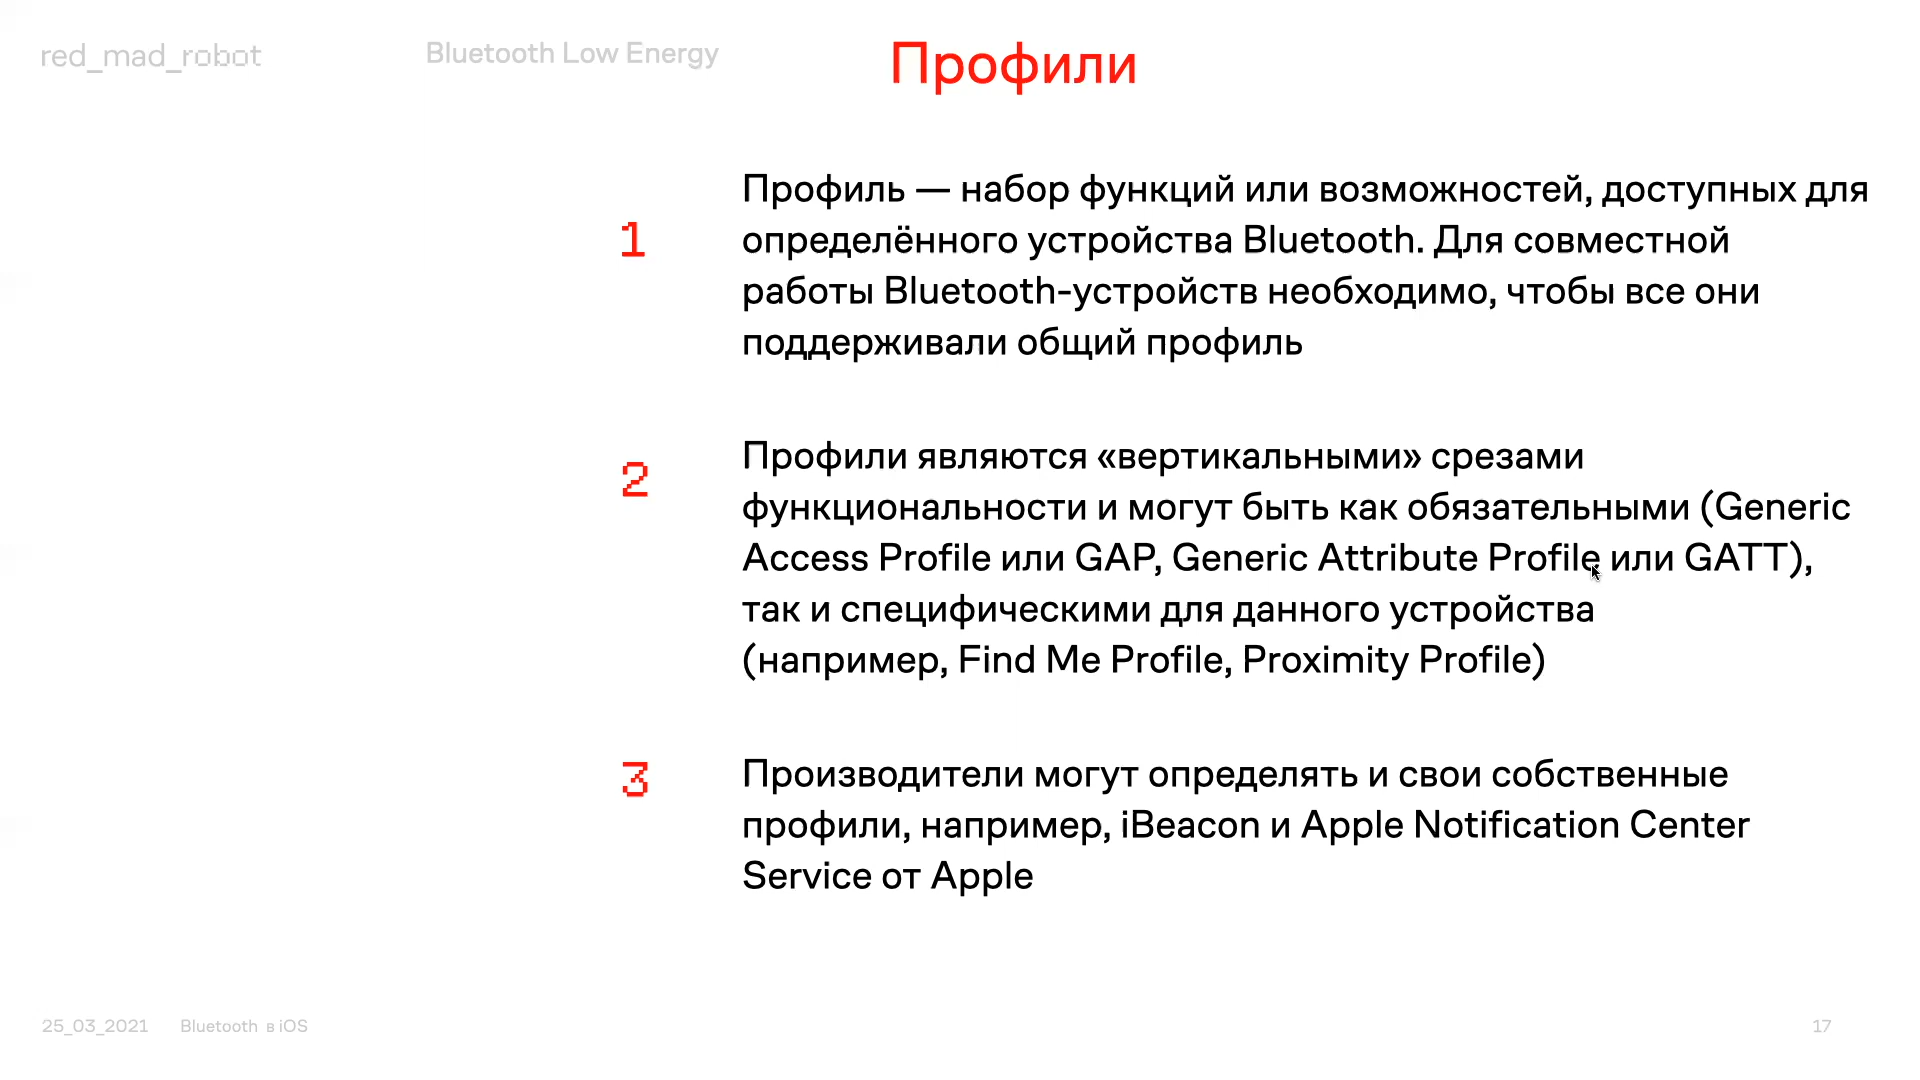 red_mad_robot
Bluetooth Low Energy
Профили
1
Профиль — набор функций или возможностей, доступных для
определённого устройства Bluetooth. Для совместной
работы Bluetooth-устройств необходимо, чтобы все они
поддерживали общий профиль
2
Профили являются «вертикальными» срезами
функциональности и могут быть как обязательными (Generic
Access Profile или GAP, Generic Attribute Profile или GATT),
так и специфическими для данного устройства
(например, Find Me Profile, Proximity Profile)
3
Производители могут определять и свои собственные
профили, например, iBeacon и Apple Notification Center
Service от Apple
25_03_2021
Bluetooth в iOS
17